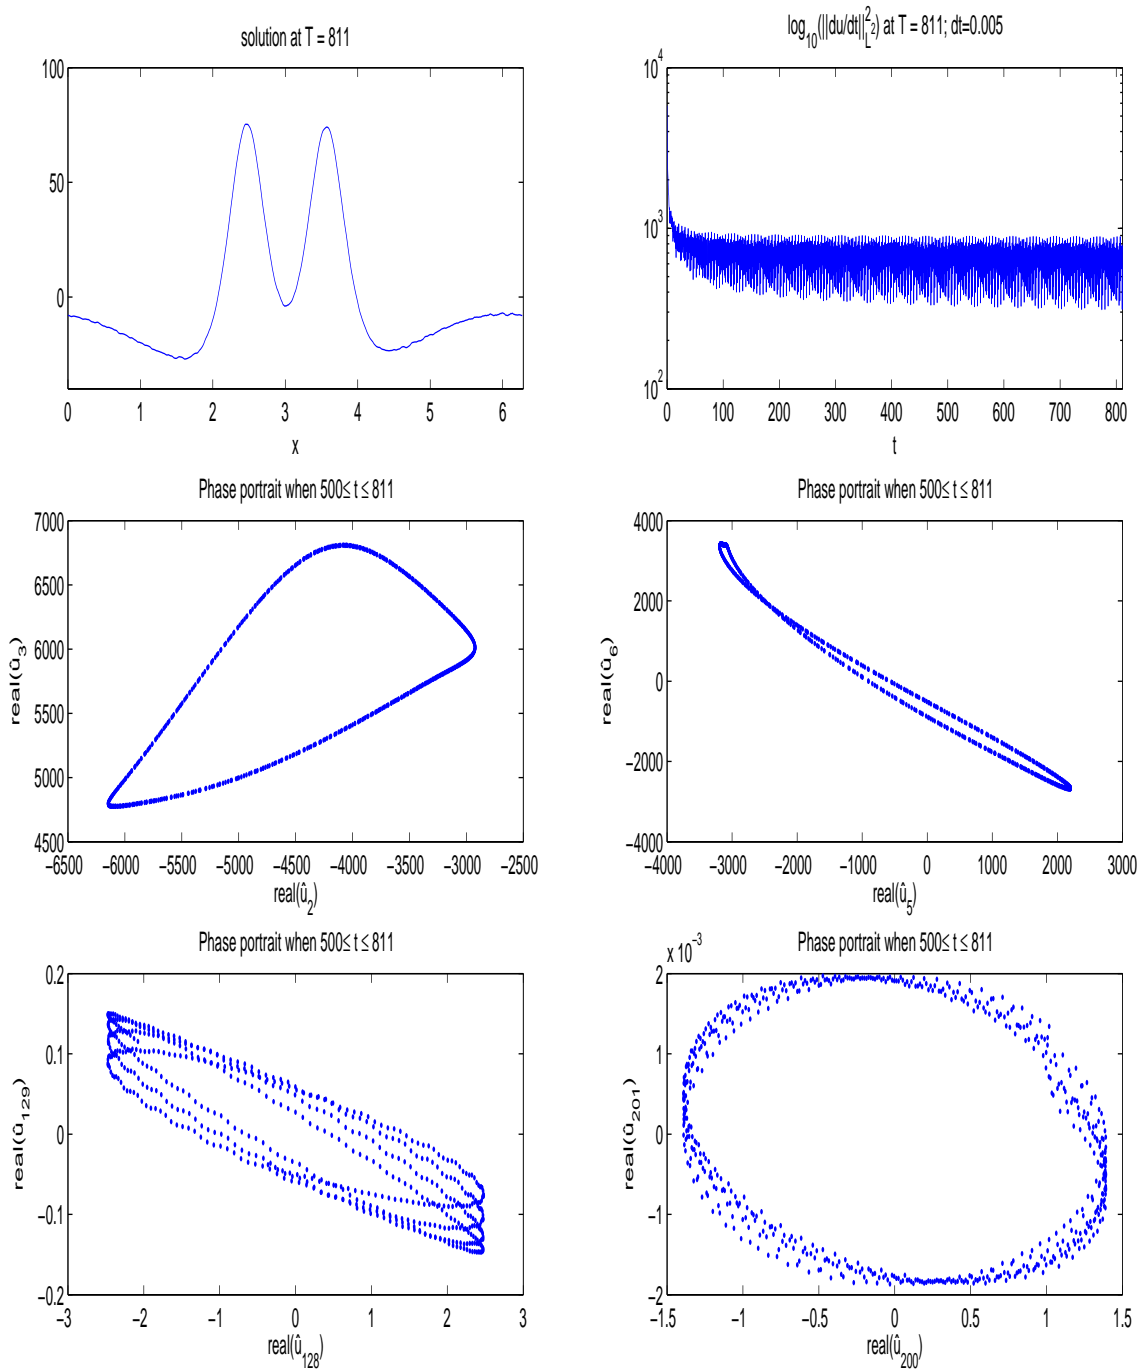 solution at T = 811
100
50
0
0 1 2 3 4 5 6
x
log₁₀(||du/dt||²_L²) at T = 811; dt=0.005
10⁴
10³
10²
0 100 200 300 400 500 600 700 800
t
Phase portrait when 500≤ t ≤ 811
7000
6500
6000
5500
5000
4500
real(û₃)
−6500 −6000 −5500 −5000 −4500 −4000 −3500 −3000 −2500
real(û₂)
Phase portrait when 500≤ t ≤ 811
4000
2000
0
−2000
−4000
real(û₆)
−4000 −3000 −2000 −1000 0 1000 2000 3000
real(û₅)
Phase portrait when 500≤ t ≤ 811
0.2
0.1
0
−0.1
−0.2
real(û₁₂₉)
−3 −2 −1 0 1 2 3
real(û₁₂₈)
x 10⁻³ Phase portrait when 500≤ t ≤ 811
2
1
0
−1
−2
real(û₂₀₁)
−1.5 −1 −0.5 0 0.5 1 1.5
real(û₂₀₀)